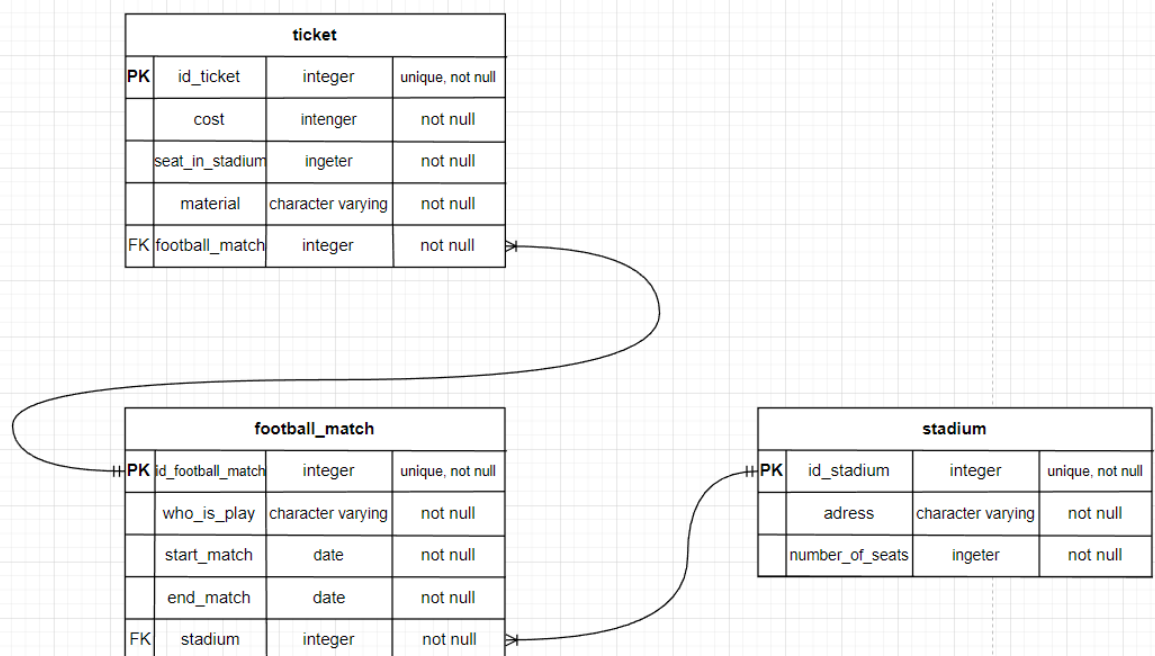 ticket
PK id_ticket integer unique, not null
cost intenger not null
seat_in_stadium ingeter not null
material character varying not null
FK football_match integer not null
football_match
PK id_football_match integer unique, not null
who_is_play character varying not null
start_match date not null
end_match date not null
FK stadium integer not null
stadium
PK id_stadium integer unique, not null
adress character varying not null
number_of_seats ingeter not null